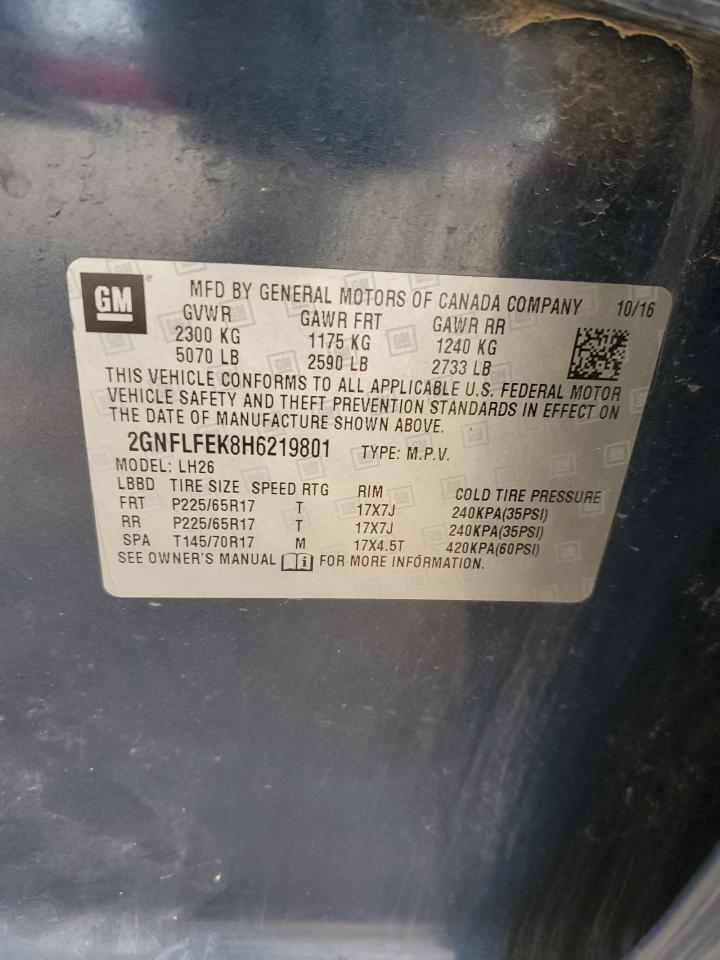 GM ® MFD BY GENERAL MOTORS OF CANADA COMPANY 10/16
GVWR GAWR FRT GAWR RR
2300 KG 1175 KG 1240 KG
5070 LB 2590 LB 2733 LB
THIS VEHICLE CONFORMS TO ALL APPLICABLE U.S. FEDERAL MOTOR
VEHICLE SAFETY AND THEFT PREVENTION STANDARDS IN EFFECT ON
THE DATE OF MANUFACTURE SHOWN ABOVE.
2GNFLFEK8H6219801 TYPE: M.P.V.
MODEL: LH26
LBBD TIRE SIZE SPEED RTG RIM COLD TIRE PRESSURE
FRT P225/65R17 T 17X7J 240KPA(35PSI)
RR P225/65R17 T 17X7J 240KPA(35PSI)
SPA T145/70R17 M 17X4.5T 420KPA(60PSI)
SEE OWNER'S MANUAL FOR MORE INFORMATION.